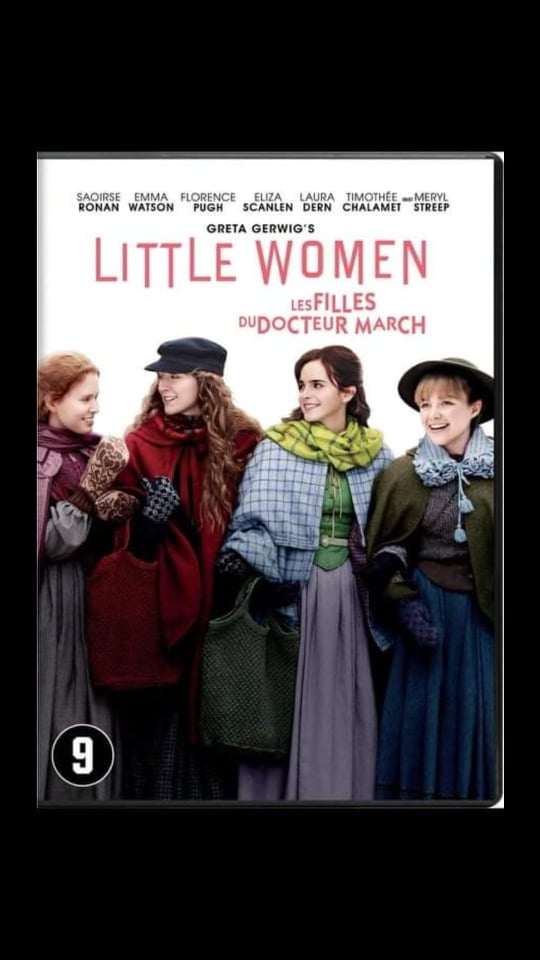 SAOIRSE EMMA FLORENCE ELIZA LAURA TIMOTHÉE AND MERYL
RONAN WATSON PUGH SCANLEN DERN CHALAMET STREEP
GRETA GERWIG'S
LITTLE WOMEN
LES FILLES
DU DOCTEUR MARCH
9